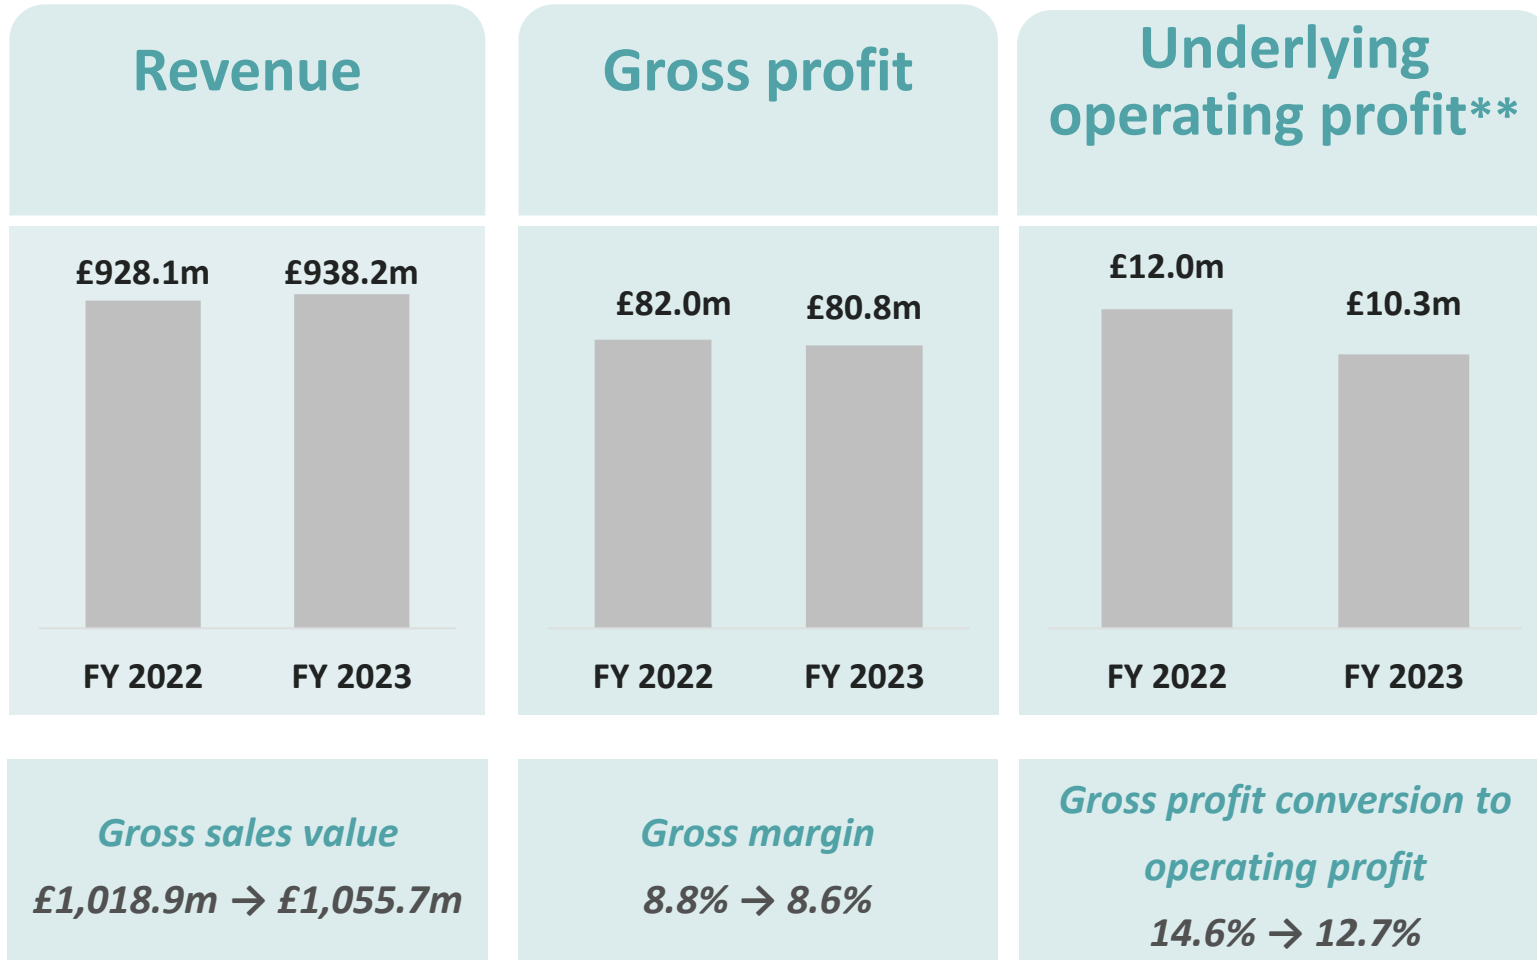 Revenue
£928.1m
£938.2m
FY 2022
FY 2023
Gross sales value
£1,018.9m → £1,055.7m
Gross profit
£82.0m
£80.8m
FY 2022
FY 2023
Gross margin
8.8% → 8.6%
Underlying
operating profit**
£12.0m
£10.3m
FY 2022
FY 2023
Gross profit conversion to
operating profit
14.6% → 12.7%